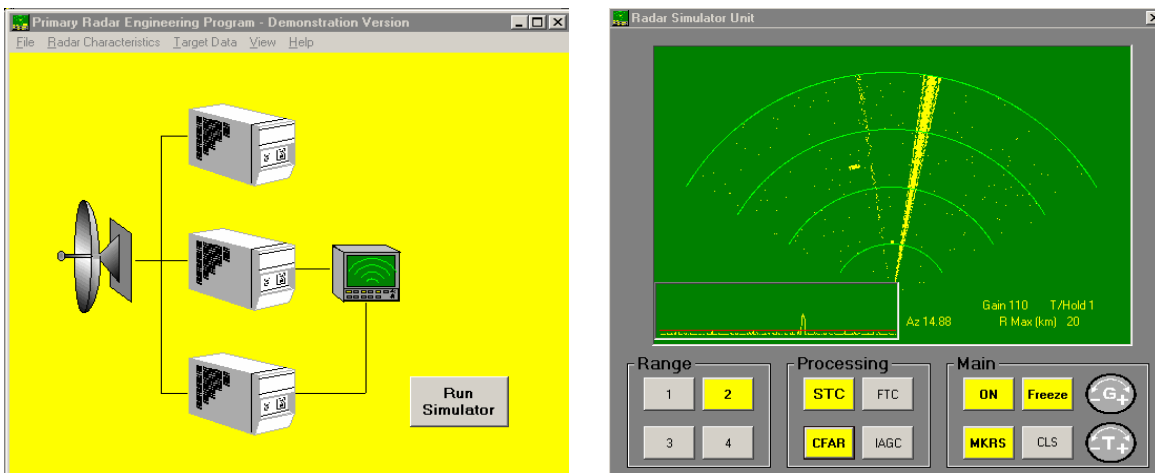 Primary Radar Engineering Program - Demonstration Version
File Radar Characteristics Target Data View Help
Run
Simulator
Radar Simulator Unit
Gain 110 T/Hold 1
Az 14.88 R Max (km) 20
Range Processing Main
1 2 STC FTC ON Freeze -G+
3 4 CFAR IAGC MKRS CLS -T+